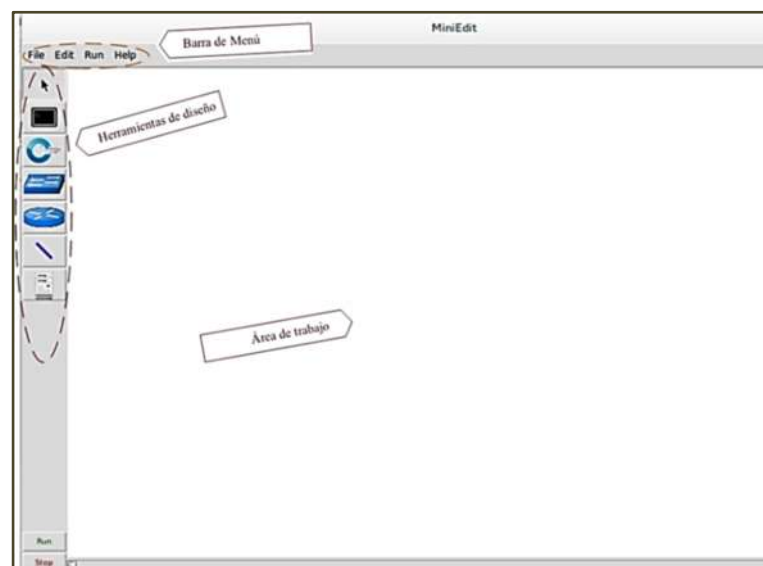 MiniEdit
Barra de Menú
File Edit Run Help
Herramientas de diseño
Área de trabajo
Run
Stop